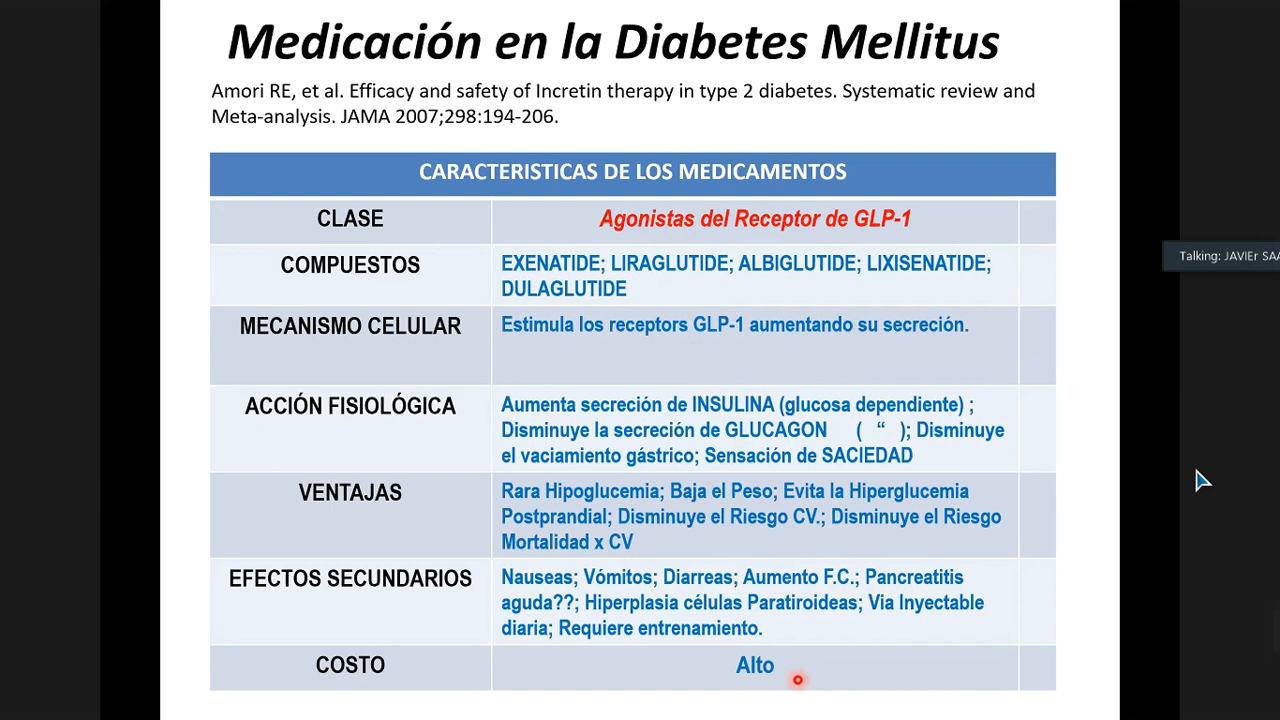 Medicación en la Diabetes Mellitus
Amori RE, et al. Efficacy and safety of Incretin therapy in type 2 diabetes. Systematic review and
Meta-analysis. JAMA 2007;298:194-206.
CARACTERISTICAS DE LOS MEDICAMENTOS
CLASE
Agonistas del Receptor de GLP-1
COMPUESTOS
EXENATIDE; LIRAGLUTIDE; ALBIGLUTIDE; LIXISENATIDE;
DULAGLUTIDE
MECANISMO CELULAR
Estimula los receptors GLP-1 aumentando su secreción.
ACCIÓN FISIOLÓGICA
Aumenta secreción de INSULINA (glucosa dependiente) ;
Disminuye la secreción de GLUCAGON ( “ ); Disminuye
el vaciamiento gástrico; Sensación de SACIEDAD
VENTAJAS
Rara Hipoglucemia; Baja el Peso; Evita la Hiperglucemia
Postprandial; Disminuye el Riesgo CV.; Disminuye el Riesgo
Mortalidad x CV
EFECTOS SECUNDARIOS
Nauseas; Vómitos; Diarreas; Aumento F.C.; Pancreatitis
aguda??; Hiperplasia células Paratiroideas; Via Inyectable
diaria; Requiere entrenamiento.
COSTO
Alto
Talking: JAVIEr SAA